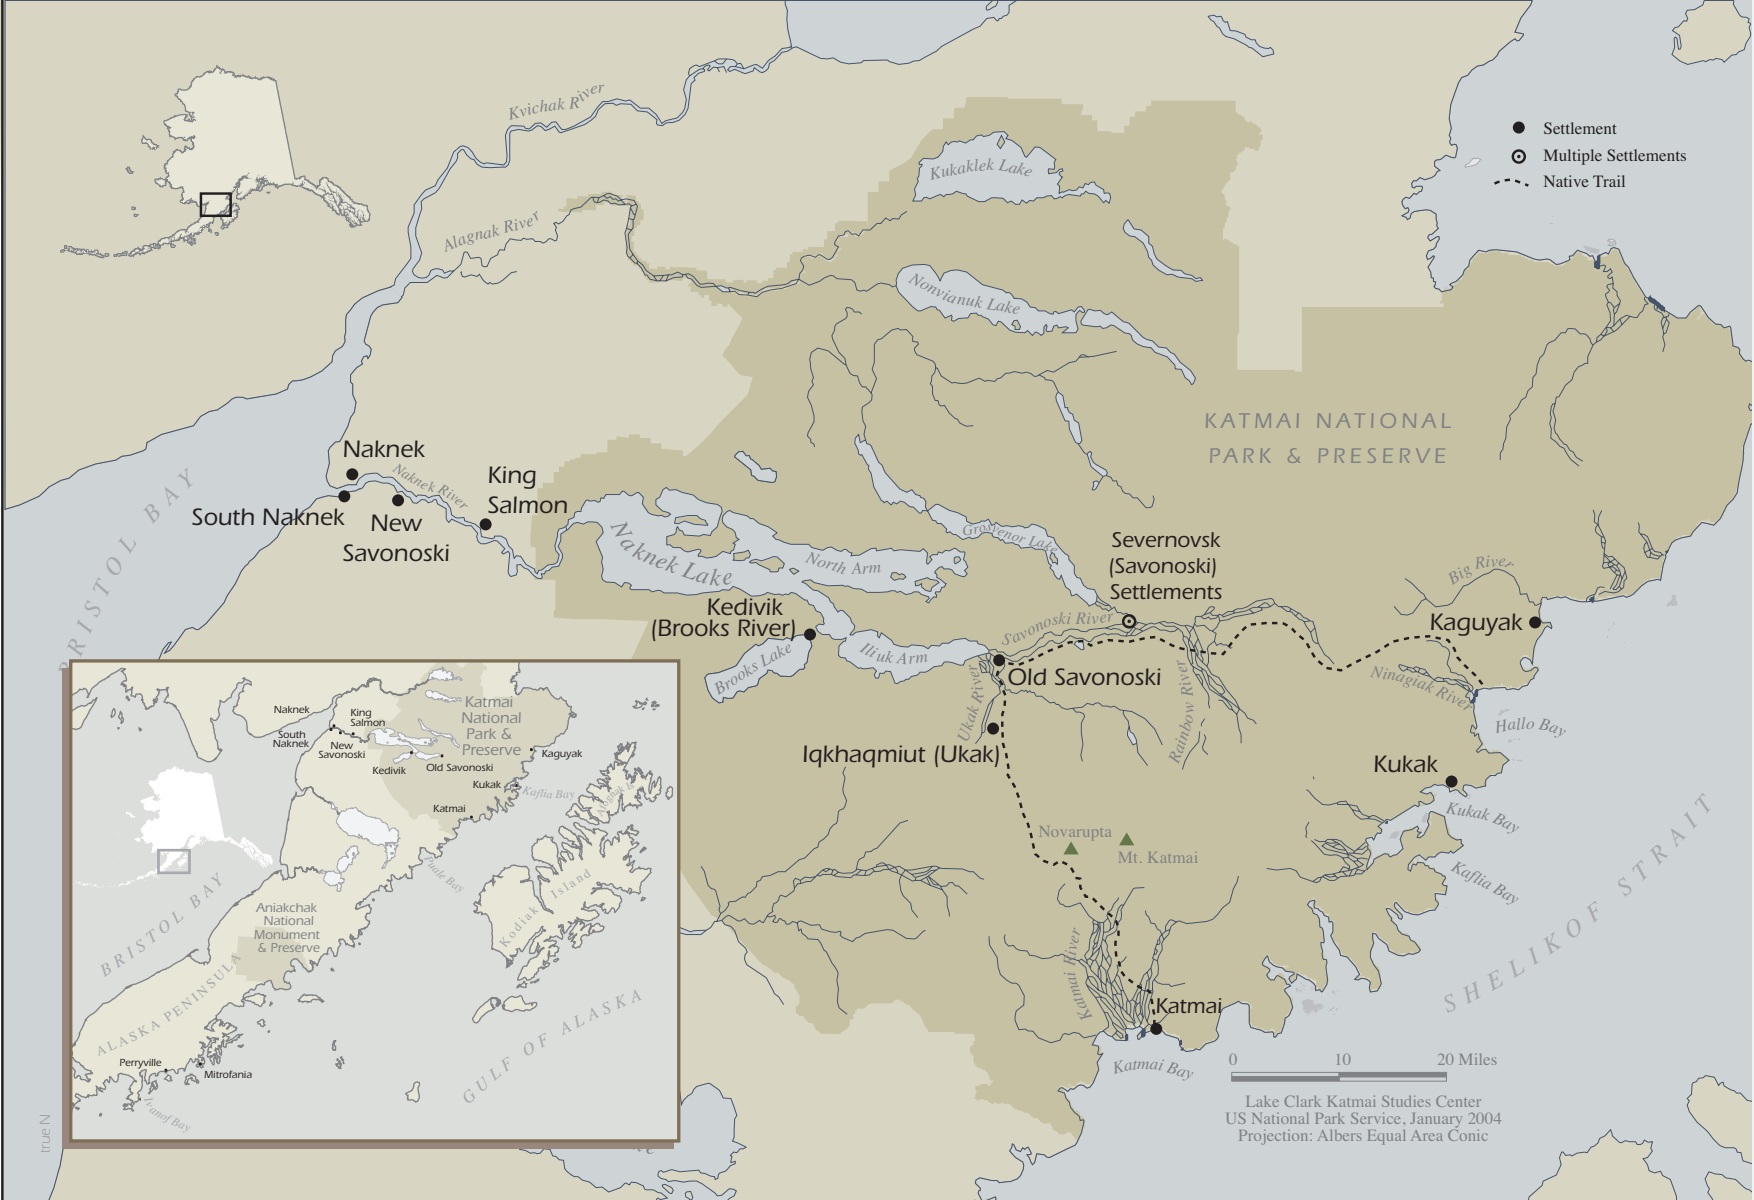 Kvichak River
Alagnak River
Kukaklek Lake
Nonvianuk Lake
Settlement
Multiple Settlements
Native Trail
KATMAI NATIONAL
PARK & PRESERVE
BRISTOL BAY
Naknek
Naknek River
King
Salmon
South Naknek
New
Savonoski
Naknek Lake
North Arm
Grosvenor Lake
Severnovsk
(Savonoski)
Settlements
Big River
Kedivik
(Brooks River)
Savonoski River
Kaguyak
Brooks Lake
Iliuk Arm
Old Savonoski
Ukak River
Rainbow River
Ninagiak River
Hallo Bay
Iqkhaqmiut (Ukak)
Kukak
Kukak Bay
Novarupta
Mt. Katmai
Kaflia Bay
SHELIKOF STRAIT
Katmai River
Katmai
Katmai Bay
0 10 20 Miles
Lake Clark Katmai Studies Center
US National Park Service, January 2004
Projection: Albers Equal Area Conic
true N
Naknek
King
Salmon
South
Naknek
New
Savonoski
Katmai
National
Park &
Preserve
Kedivik
Old Savonoski
Kaguyak
Kukak
Kaflia Bay
Katmai
Kodiak Island
BRISTOL BAY
Aniakchak
National
Monument
& Preserve
ALASKA PENINSULA
GULF OF ALASKA
Perryville
Mitrofania
Ivanof Bay